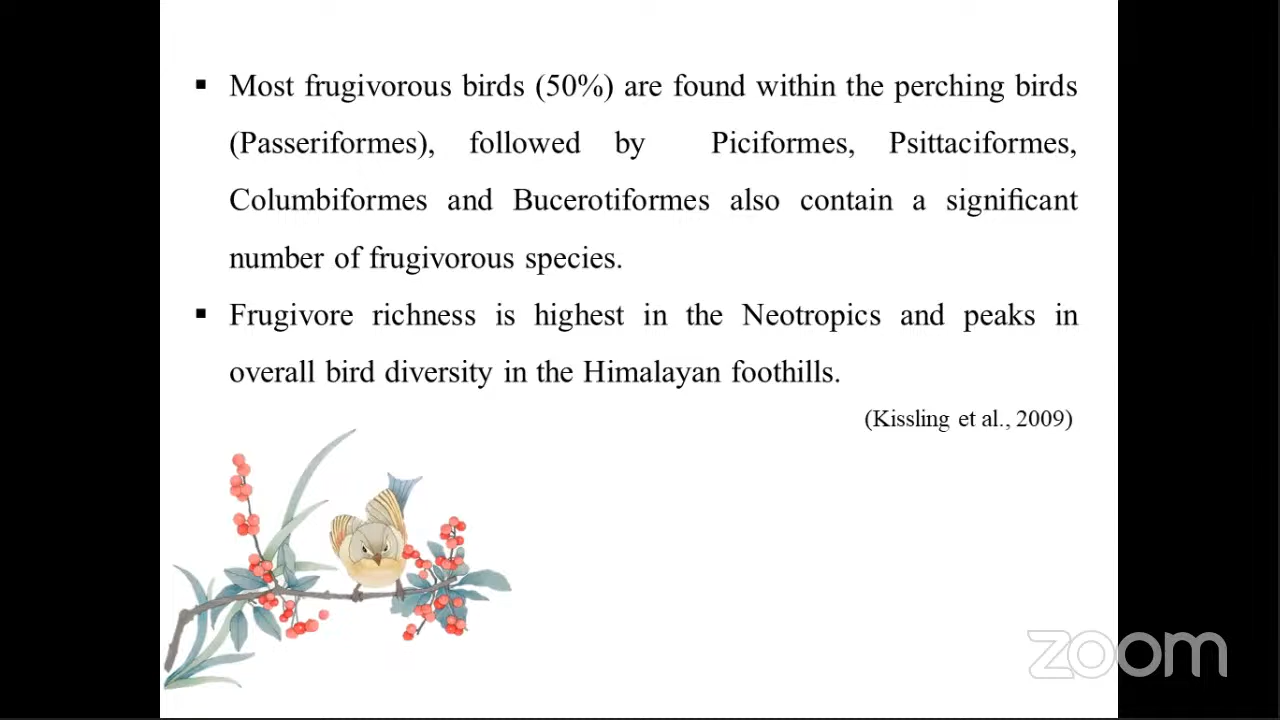 ▪ Most frugivorous birds (50%) are found within the perching birds
(Passeriformes), followed by Piciformes, Psittaciformes,
Columbiformes and Bucerotiformes also contain a significant
number of frugivorous species.
▪ Frugivore richness is highest in the Neotropics and peaks in
overall bird diversity in the Himalayan foothills.
(Kissling et al., 2009)
zoom